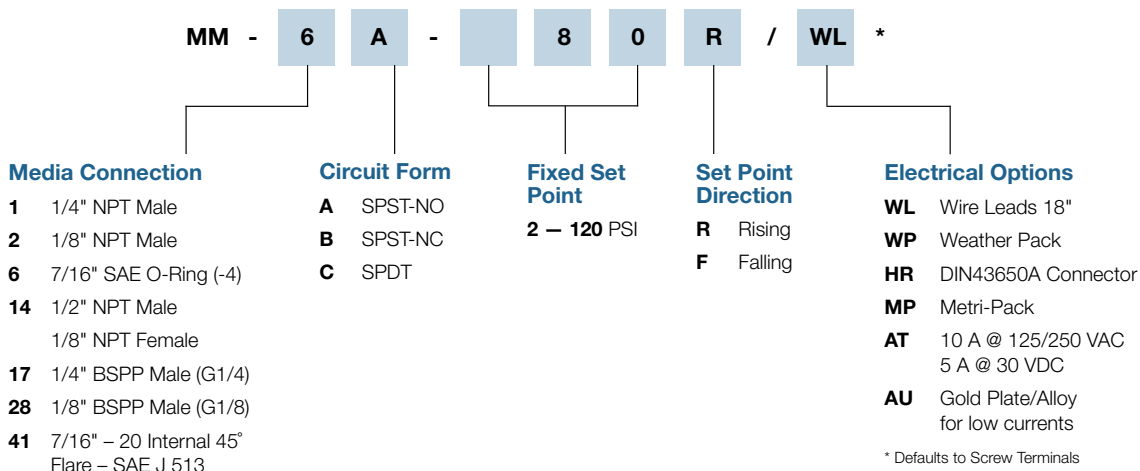 MM - 6 A - 8 0 R / WL *
Media Connection
1 1/4" NPT Male
2 1/8" NPT Male
6 7/16" SAE O-Ring (-4)
14 1/2" NPT Male
1/8" NPT Female
17 1/4" BSPP Male (G1/4)
28 1/8" BSPP Male (G1/8)
41 7/16" – 20 Internal 45°
Flare – SAE J 513
Circuit Form
A SPST-NO
B SPST-NC
C SPDT
Fixed Set
Point
2 — 120 PSI
Set Point
Direction
R Rising
F Falling
Electrical Options
WL Wire Leads 18"
WP Weather Pack
HR DIN43650A Connector
MP Metri-Pack
AT 10 A @ 125/250 VAC
5 A @ 30 VDC
AU Gold Plate/Alloy
for low currents
* Defaults to Screw Terminals